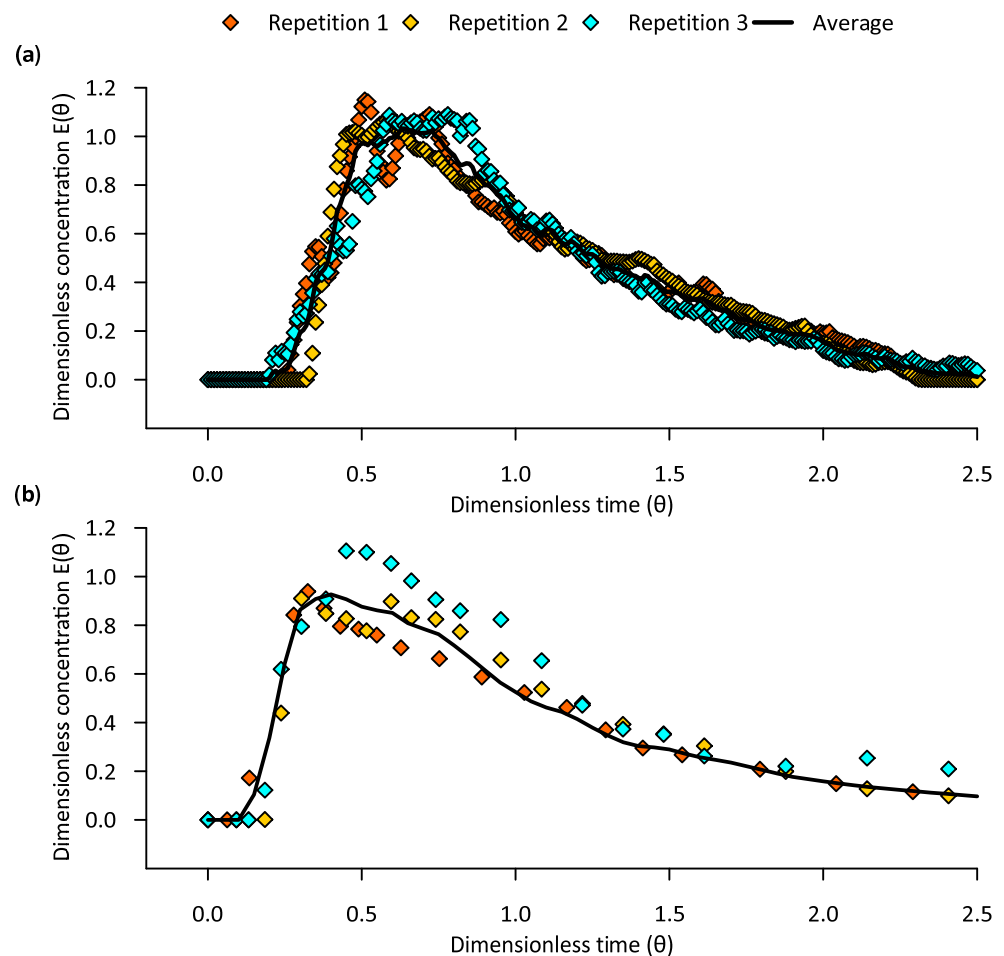 Repetition 1 Repetition 2 Repetition 3 Average
(a)
Dimensionless concentration E(θ)
1.2
1.0
0.8
0.6
0.4
0.2
0.0
0.0 0.5 1.0 1.5 2.0 2.5
Dimensionless time (θ)
(b)
Dimensionless concentration E(θ)
1.2
1.0
0.8
0.6
0.4
0.2
0.0
0.0 0.5 1.0 1.5 2.0 2.5
Dimensionless time (θ)